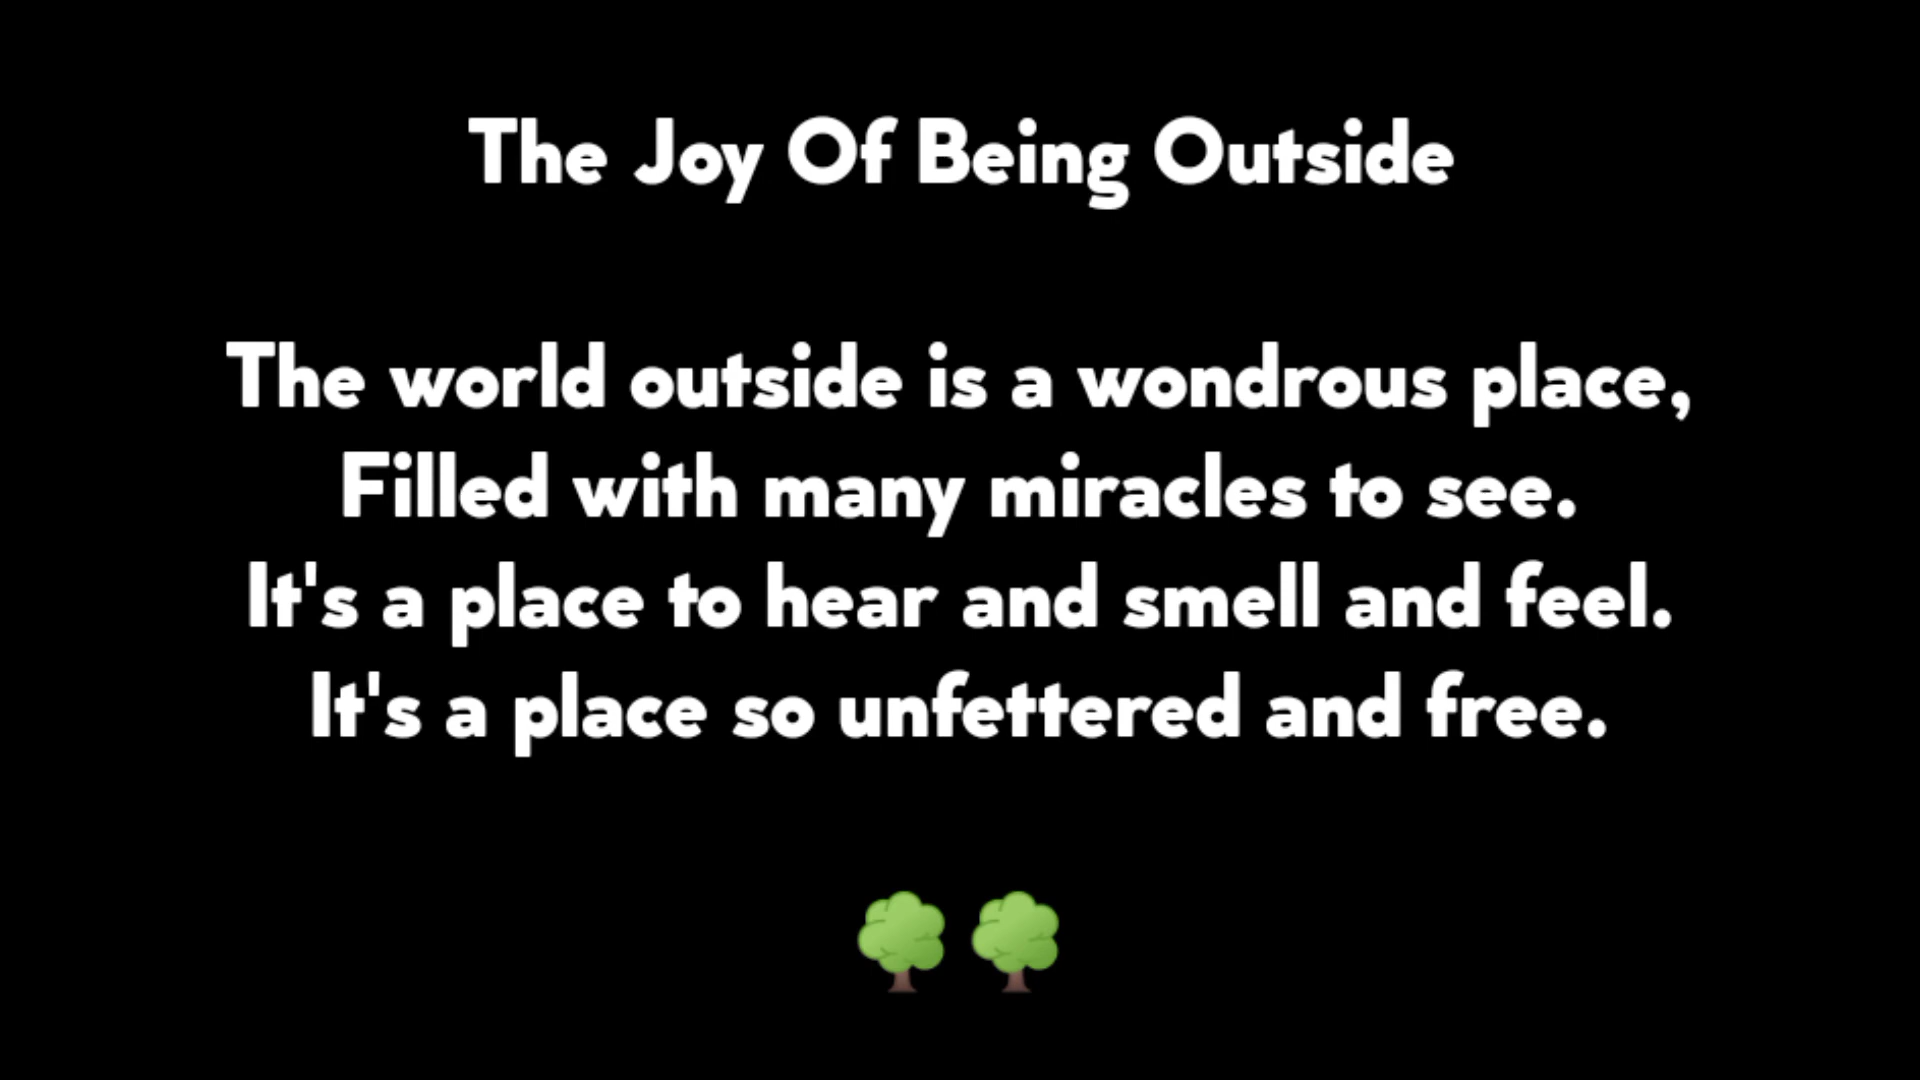 The Joy Of Being Outside
The world outside is a wondrous place,
Filled with many miracles to see.
It's a place to hear and smell and feel.
It's a place so unfettered and free.